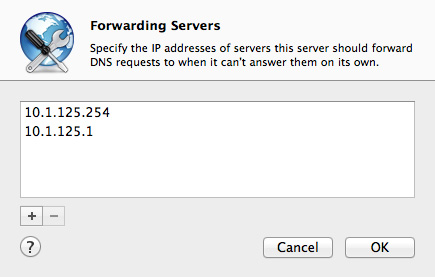 Forwarding Servers
Specify the IP addresses of servers this server should forward
DNS requests to when it can't answer them on its own.
10.1.125.254
10.1.125.1
+ −
? Cancel OK